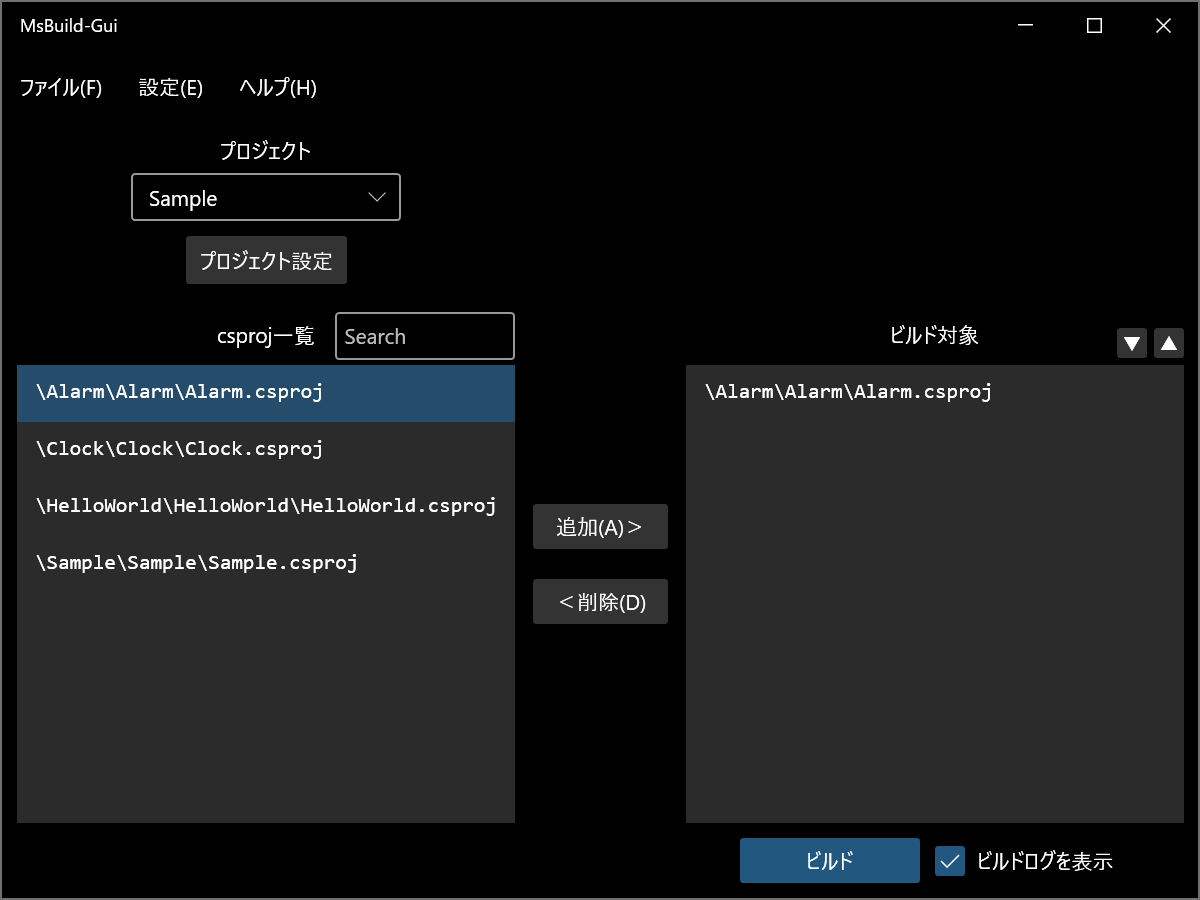 MsBuild-Gui
ファイル(F) 設定(E) ヘルプ(H)
プロジェクト
Sample
プロジェクト設定
csproj一覧 Search
\Alarm\Alarm\Alarm.csproj
\Clock\Clock\Clock.csproj
\HelloWorld\HelloWorld\HelloWorld.csproj
\Sample\Sample\Sample.csproj
追加(A)＞
＜削除(D)
ビルド対象 ▼ ▲
\Alarm\Alarm\Alarm.csproj
ビルド ビルドログを表示